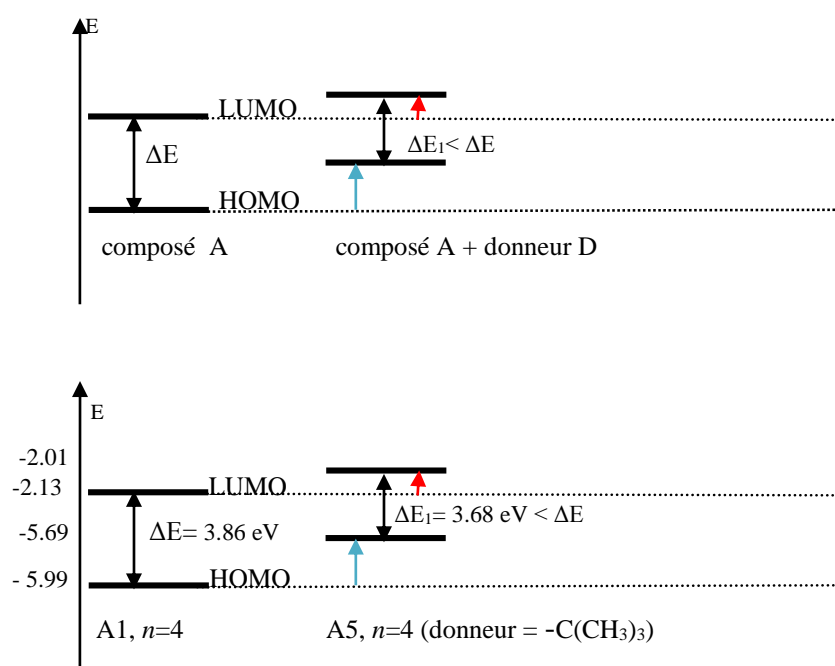 E
LUMO
ΔE
ΔE₁< ΔE
HOMO
composé A
composé A + donneur D
E
-2.01
-2.13
LUMO
-5.69
ΔE= 3.86 eV
ΔE₁= 3.68 eV < ΔE
- 5.99
HOMO
A1, n=4
A5, n=4 (donneur = -C(CH₃)₃)